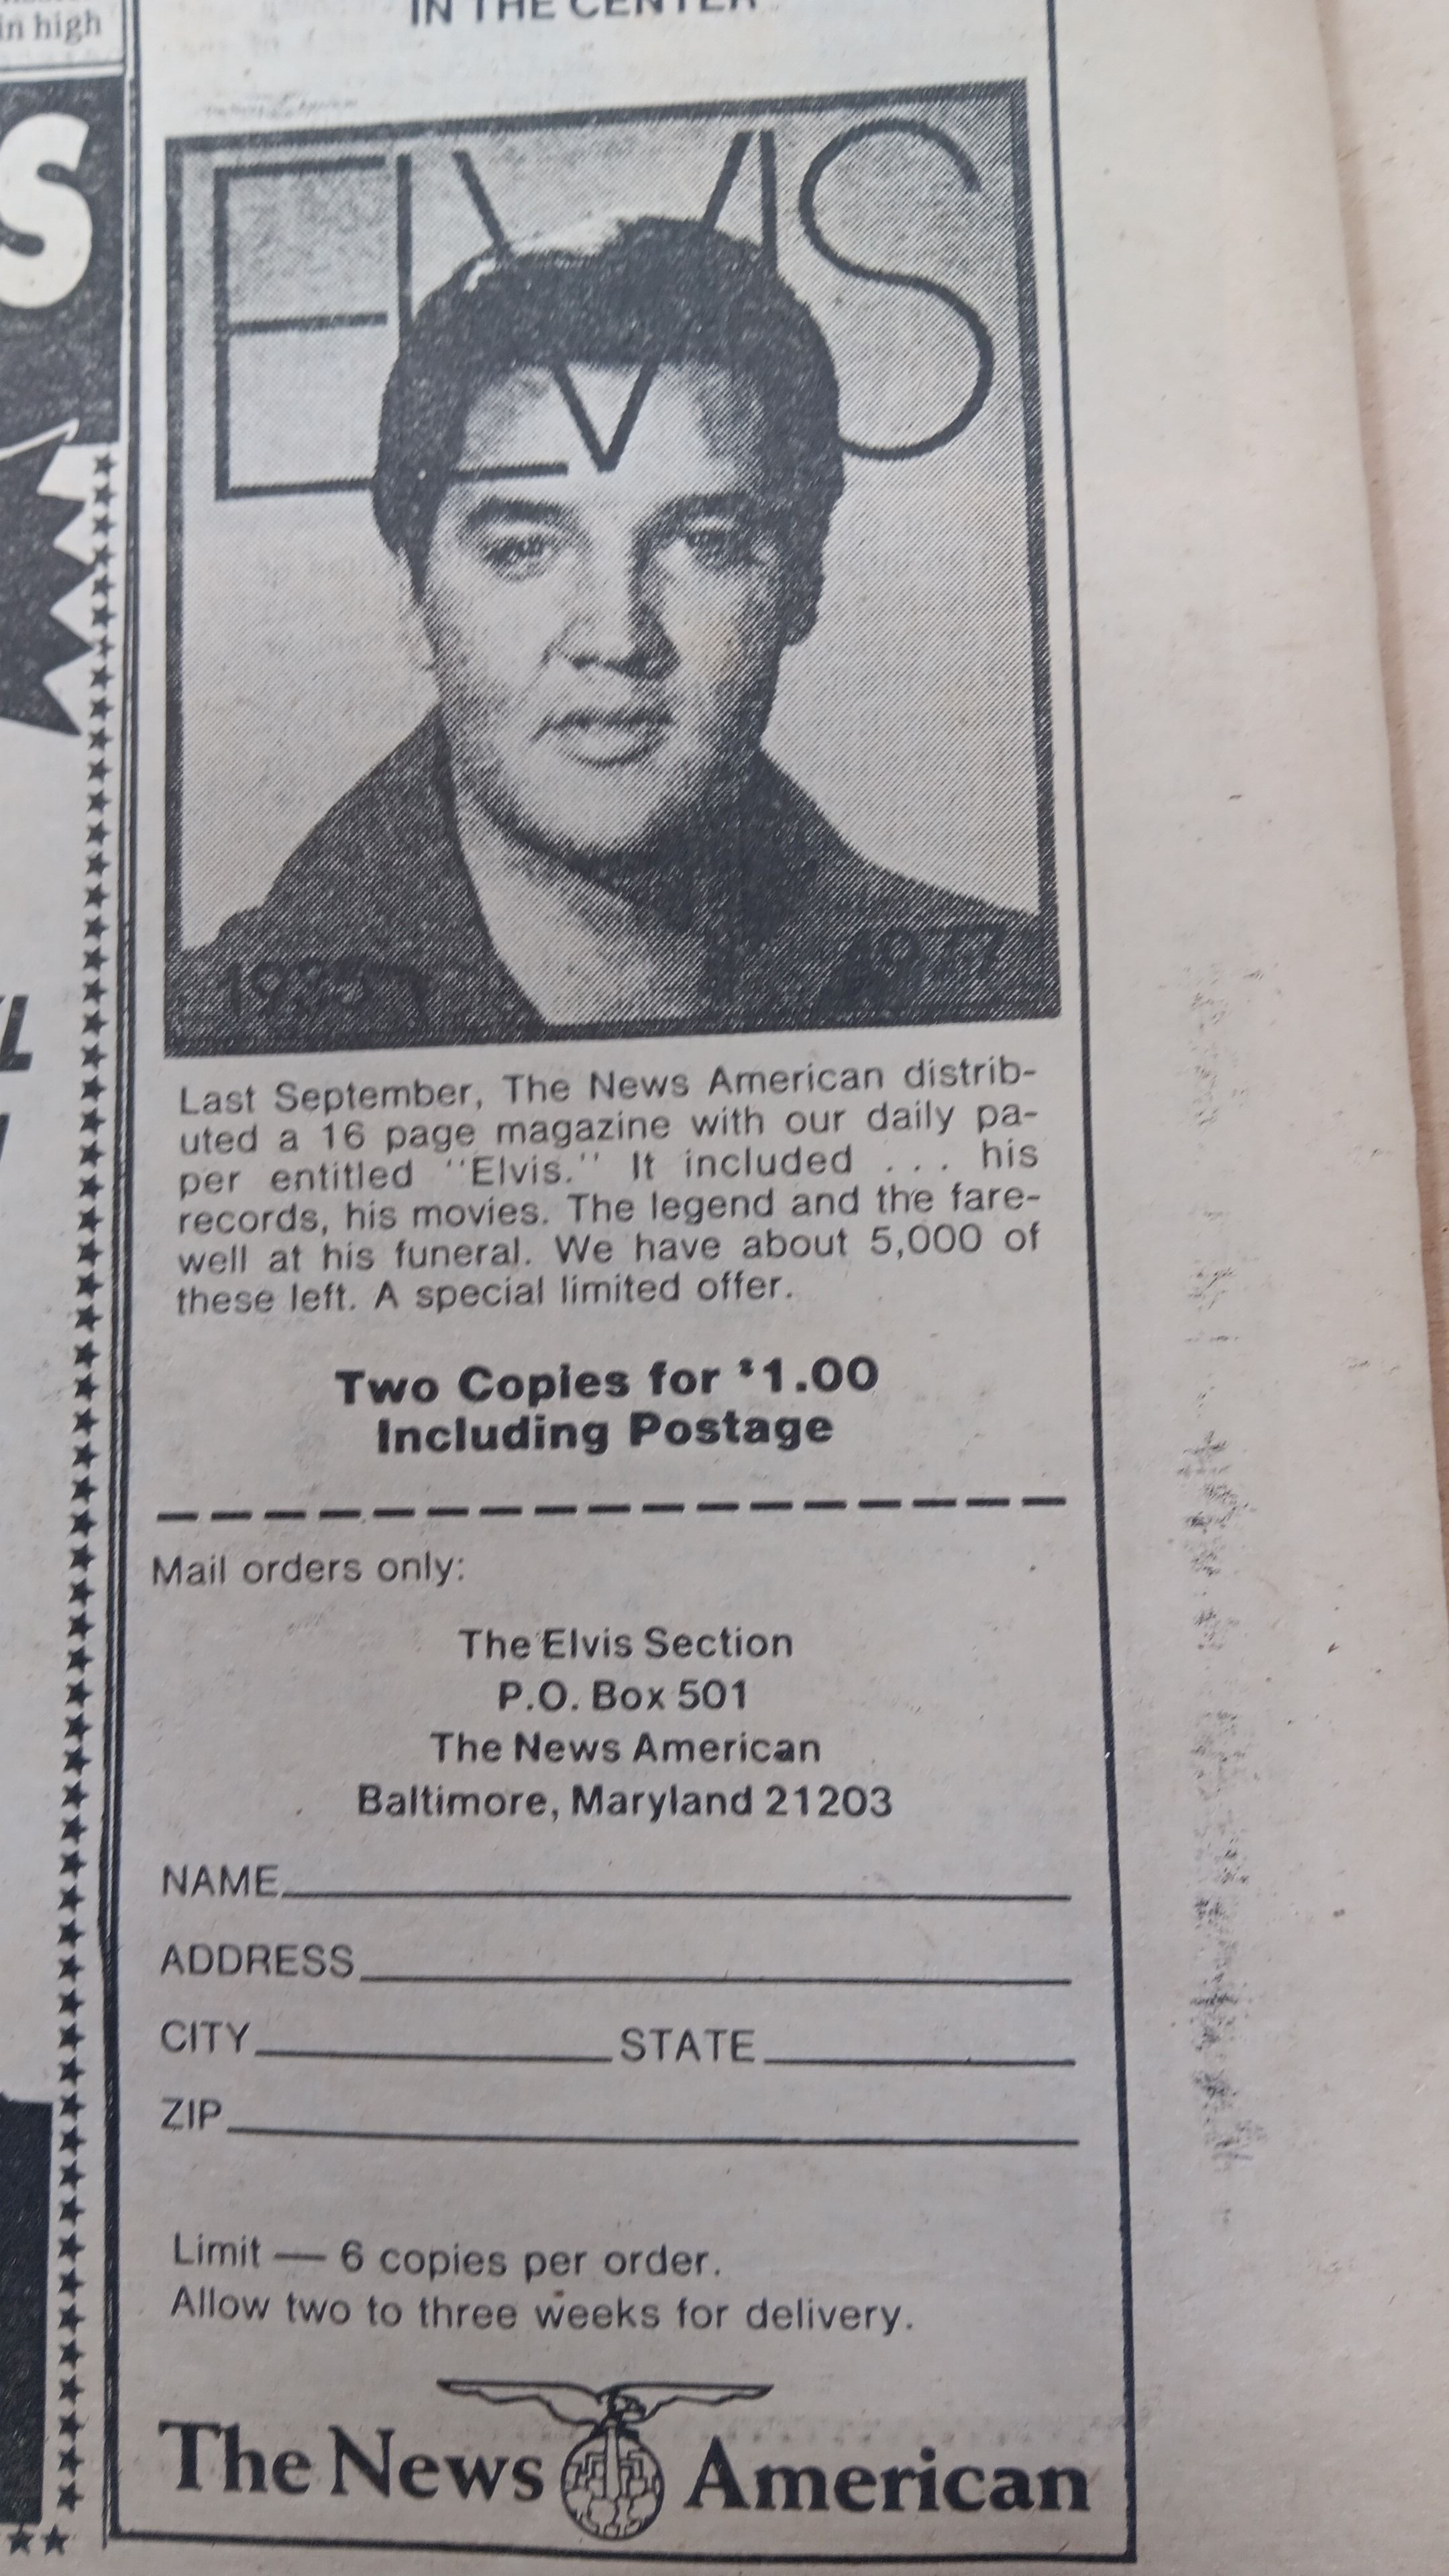 in high
IN THE CENTER
S
ELVIS
1935
1977
Last September, The News American distrib-
uted a 16 page magazine with our daily pa-
per entitled ''Elvis.'' It included . . . his
records, his movies. The legend and the fare-
well at his funeral. We have about 5,000 of
these left. A special limited offer.
Two Copies for $1.00
Including Postage
Mail orders only:
The Elvis Section
P.O. Box 501
The News American
Baltimore, Maryland 21203
NAME
ADDRESS
CITY STATE
ZIP
Limit — 6 copies per order.
Allow two to three weeks for delivery.
The News American